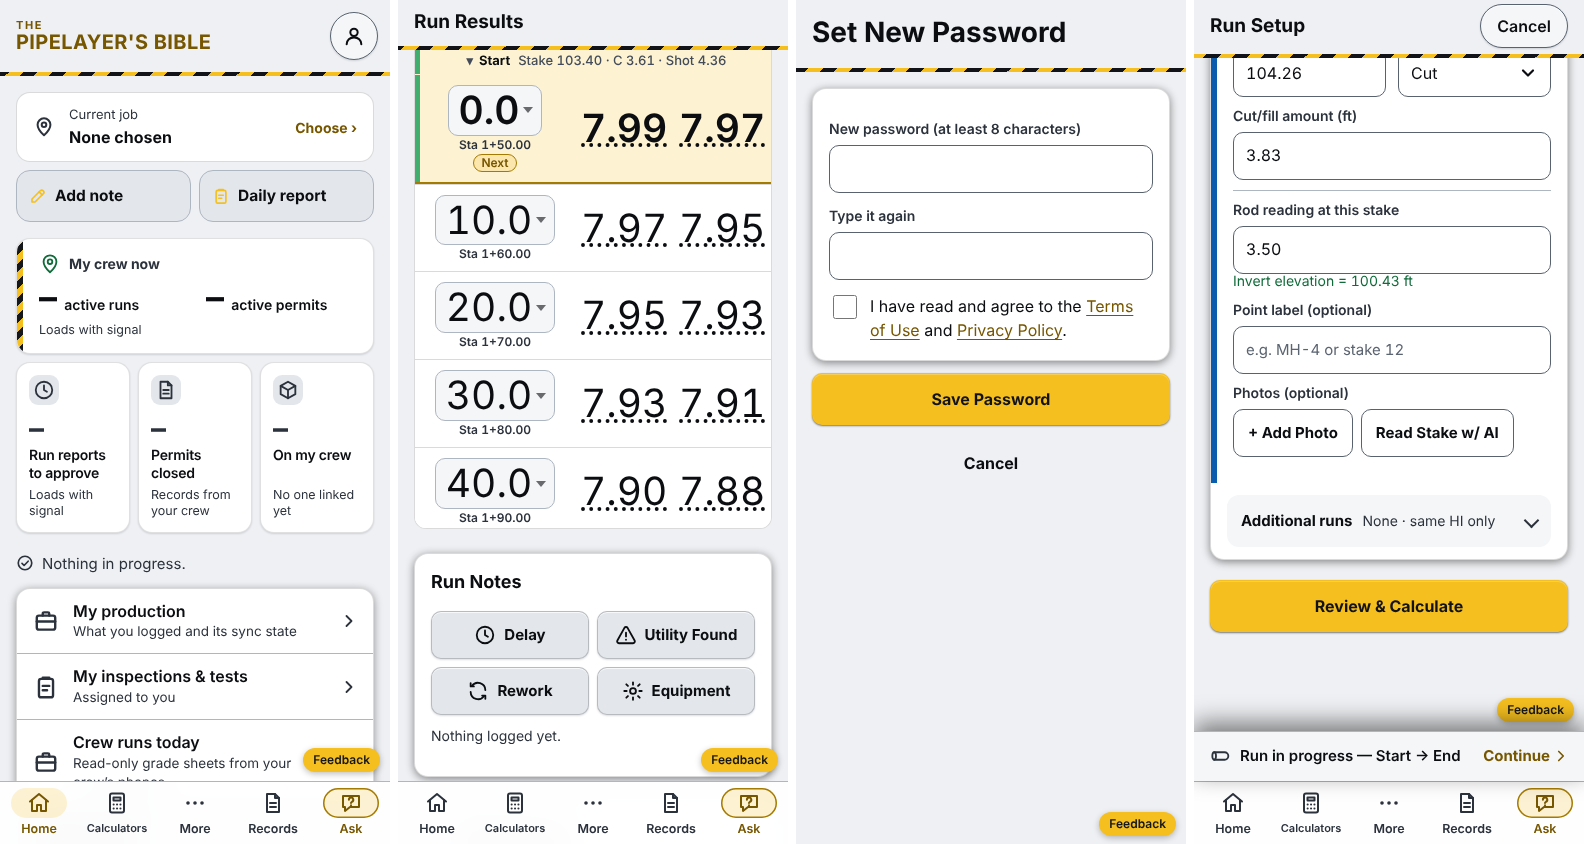 THE
PIPELAYER'S BIBLE
Current job
None chosen
Choose ›
Add note
Daily report
My crew now
— active runs
— active permits
Loads with signal
—
Run reports
to approve
Loads with
signal
—
Permits
closed
Records from
your crew
—
On my crew
No one linked
yet
Nothing in progress.
My production
What you logged and its sync state
My inspections & tests
Assigned to you
Crew runs today
Read-only grade sheets from your
Feedback
Home
Calculators
More
Records
Ask
Run Results
▾ Start Stake 103.40 · C 3.61 · Shot 4.36
0.0 7.99 7.97
Sta 1+50.00
Next
10.0 7.97 7.95
Sta 1+60.00
20.0 7.95 7.93
Sta 1+70.00
30.0 7.93 7.91
Sta 1+80.00
40.0 7.90 7.88
Sta 1+90.00
Run Notes
Delay
Utility Found
Rework
Equipment
Nothing logged yet.
Feedback
Home
Calculators
More
Records
Ask
Set New Password
New password (at least 8 characters)
Type it again
I have read and agree to the Terms
of Use and Privacy Policy.
Save Password
Cancel
Feedback
Run Setup
Cancel
104.26
Cut
Cut/fill amount (ft)
3.83
Rod reading at this stake
3.50
Invert elevation = 100.43 ft
Point label (optional)
e.g. MH-4 or stake 12
Photos (optional)
+ Add Photo
Read Stake w/ AI
Additional runs None · same HI only
Review & Calculate
Feedback
Run in progress — Start → End
Continue ›
Home
Calculators
More
Records
Ask